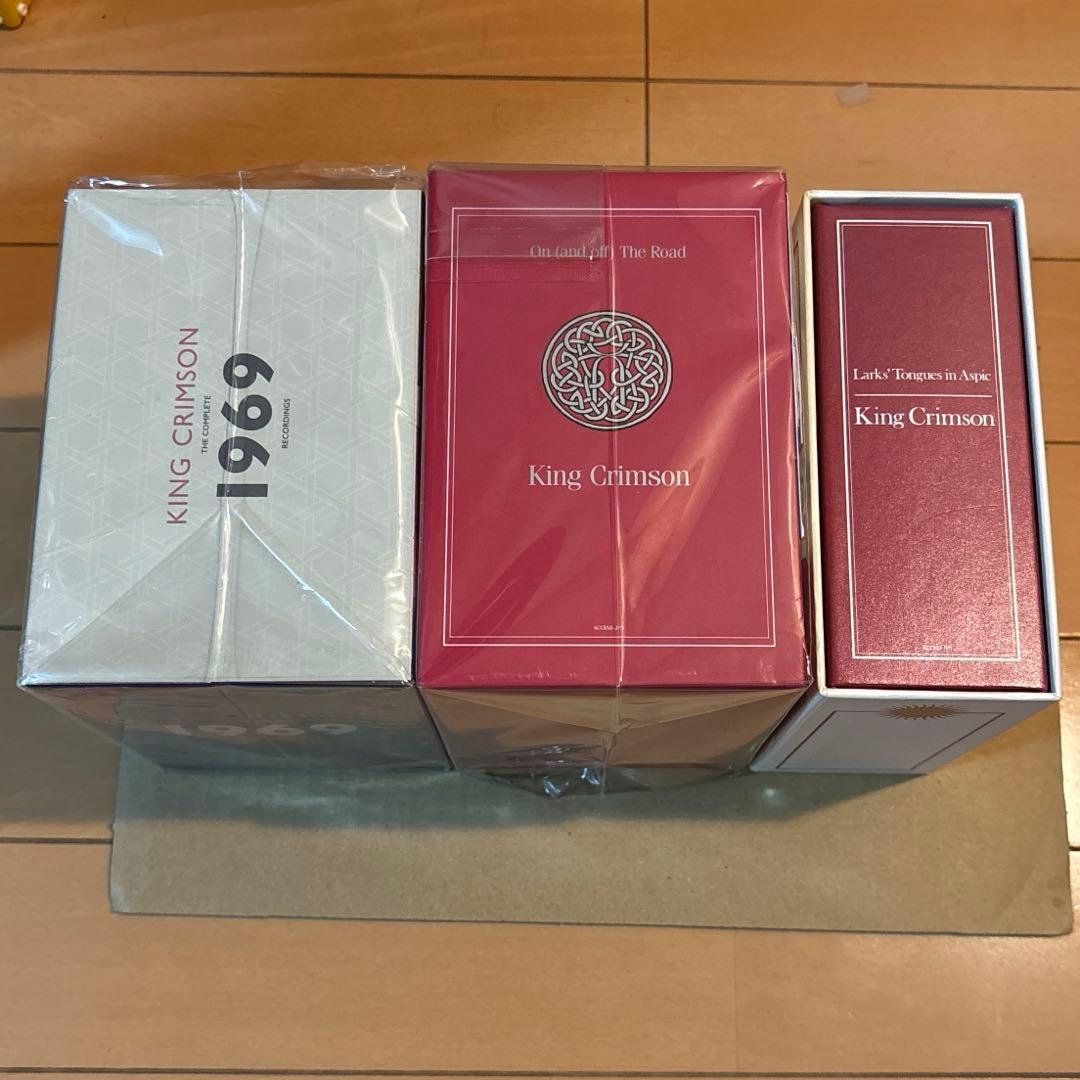 KING CRIMSON
THE COMPLETE
1969
RECORDINGS
1969
On (and off) The Road
King Crimson
Larks' Tongues in Aspic
King Crimson